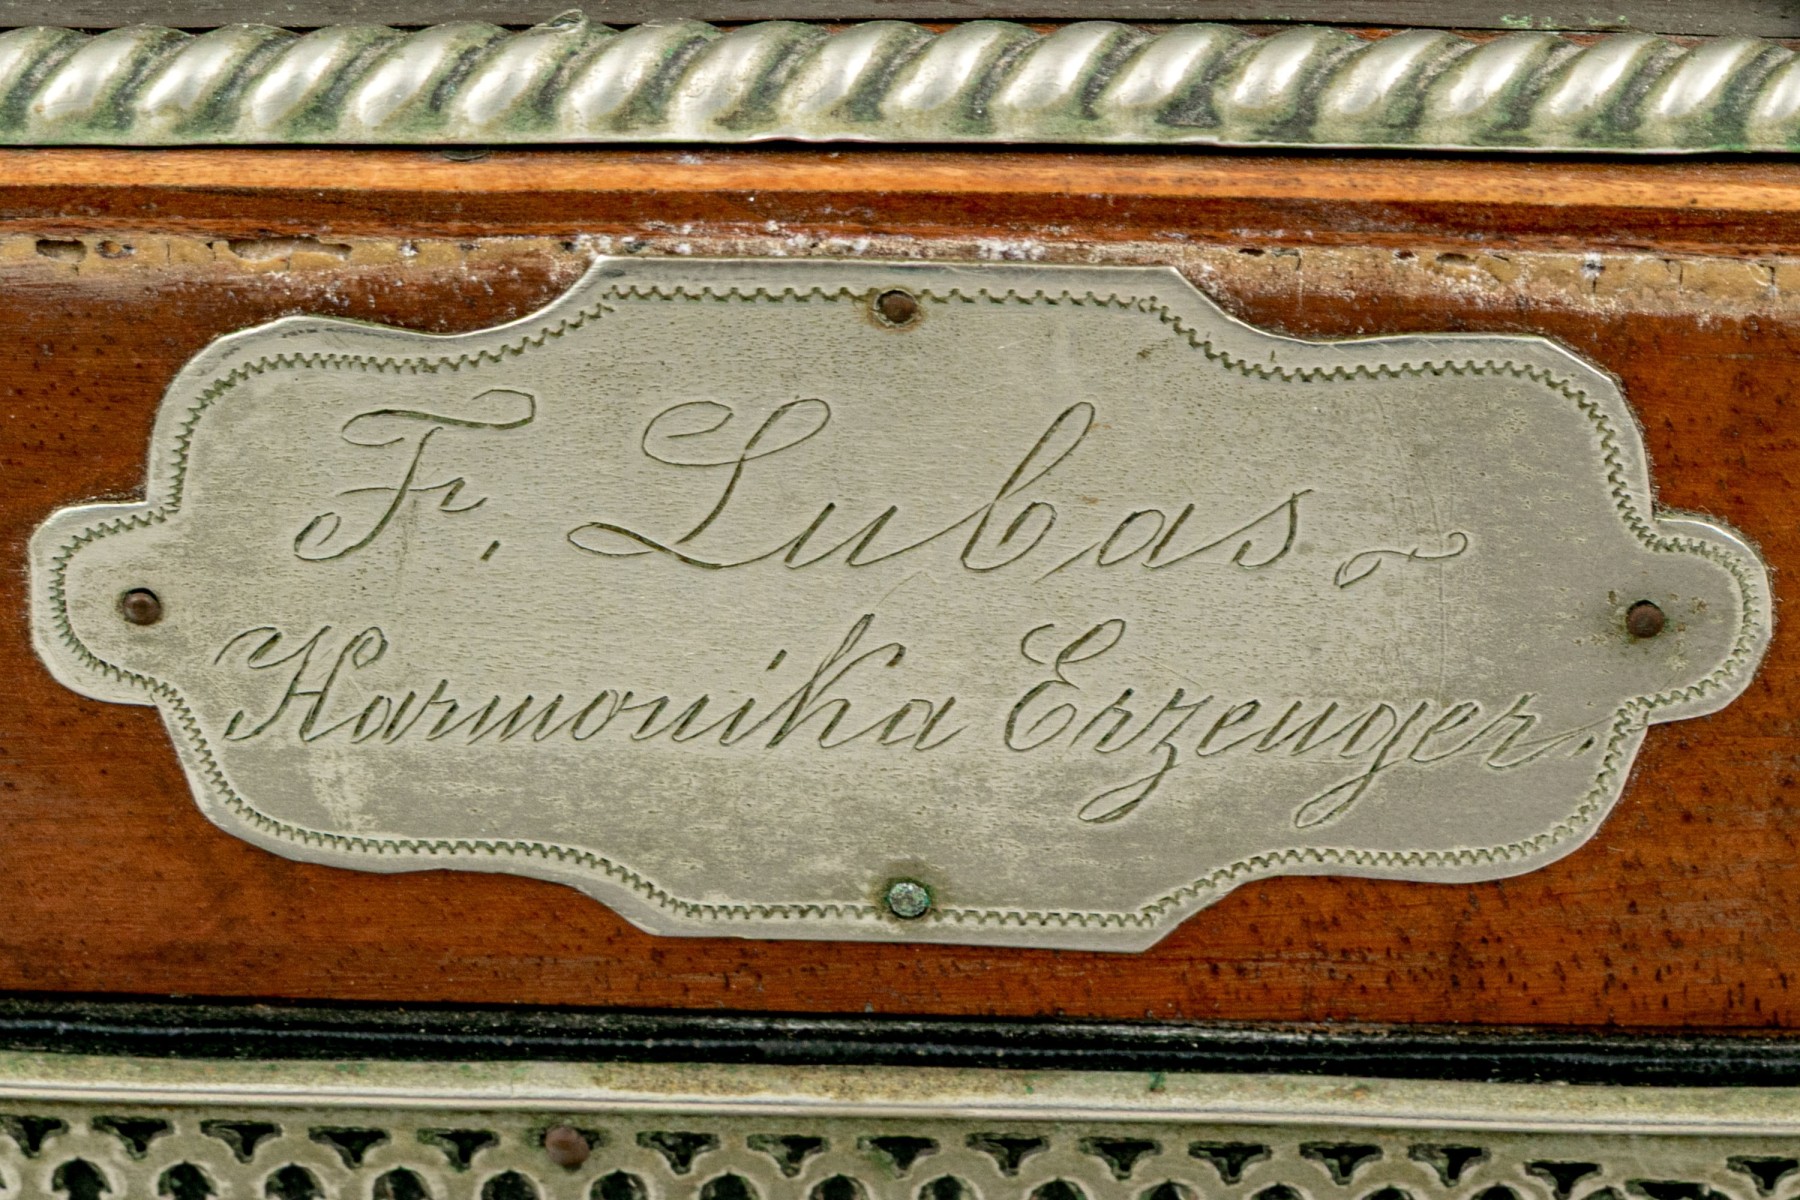 F. Lubas
Harmonika Erzeuger.